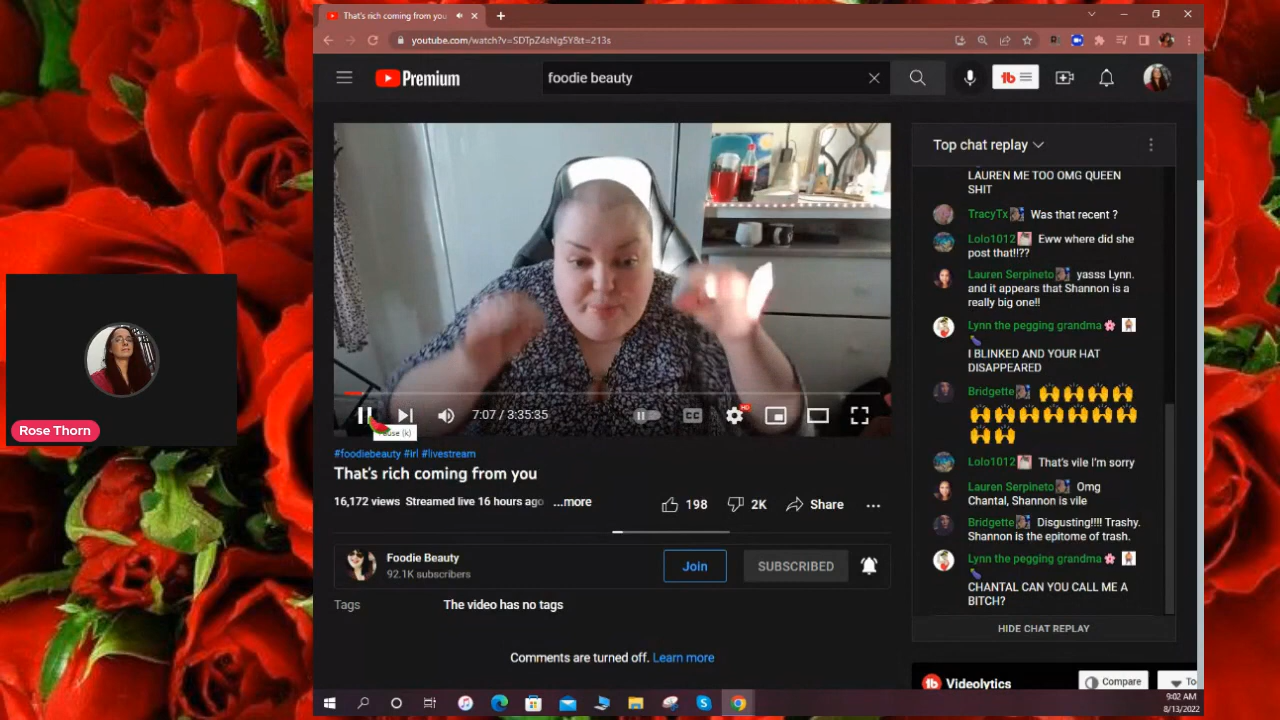 That's rich coming from you
youtube.com/watch?v=SDTpZ4sNg5Y&t=213s
Premium
foodie beauty
Top chat replay
LAUREN ME TOO OMG QUEEN
SHIT
TracyTx Was that recent ?
Lolo1012 Eww where did she
post that!!??
Lauren Serpineto yasss Lynn.
and it appears that Shannon is a
really big one!!
Lynn the pegging grandma
I BLINKED AND YOUR HAT
DISAPPEARED
Bridgette
Lolo1012 That's vile I'm sorry
Lauren Serpineto Omg
Chantal, Shannon is vile
Bridgette Disgusting!!!! Trashy.
Shannon is the epitome of trash.
Lynn the pegging grandma
CHANTAL CAN YOU CALL ME A
BITCH?
HIDE CHAT REPLAY
7:07 / 3:35:35
CC
HD
Pause (k)
Rose Thorn
#foodiebeauty #irl #livestream
That's rich coming from you
16,172 views Streamed live 16 hours ago ...more
198
2K
Share
Foodie Beauty
92.1K subscribers
Join
SUBSCRIBED
Tags The video has no tags
Comments are turned off. Learn more
tb Videolytics
Compare
To
9:02 AM
8/13/2022